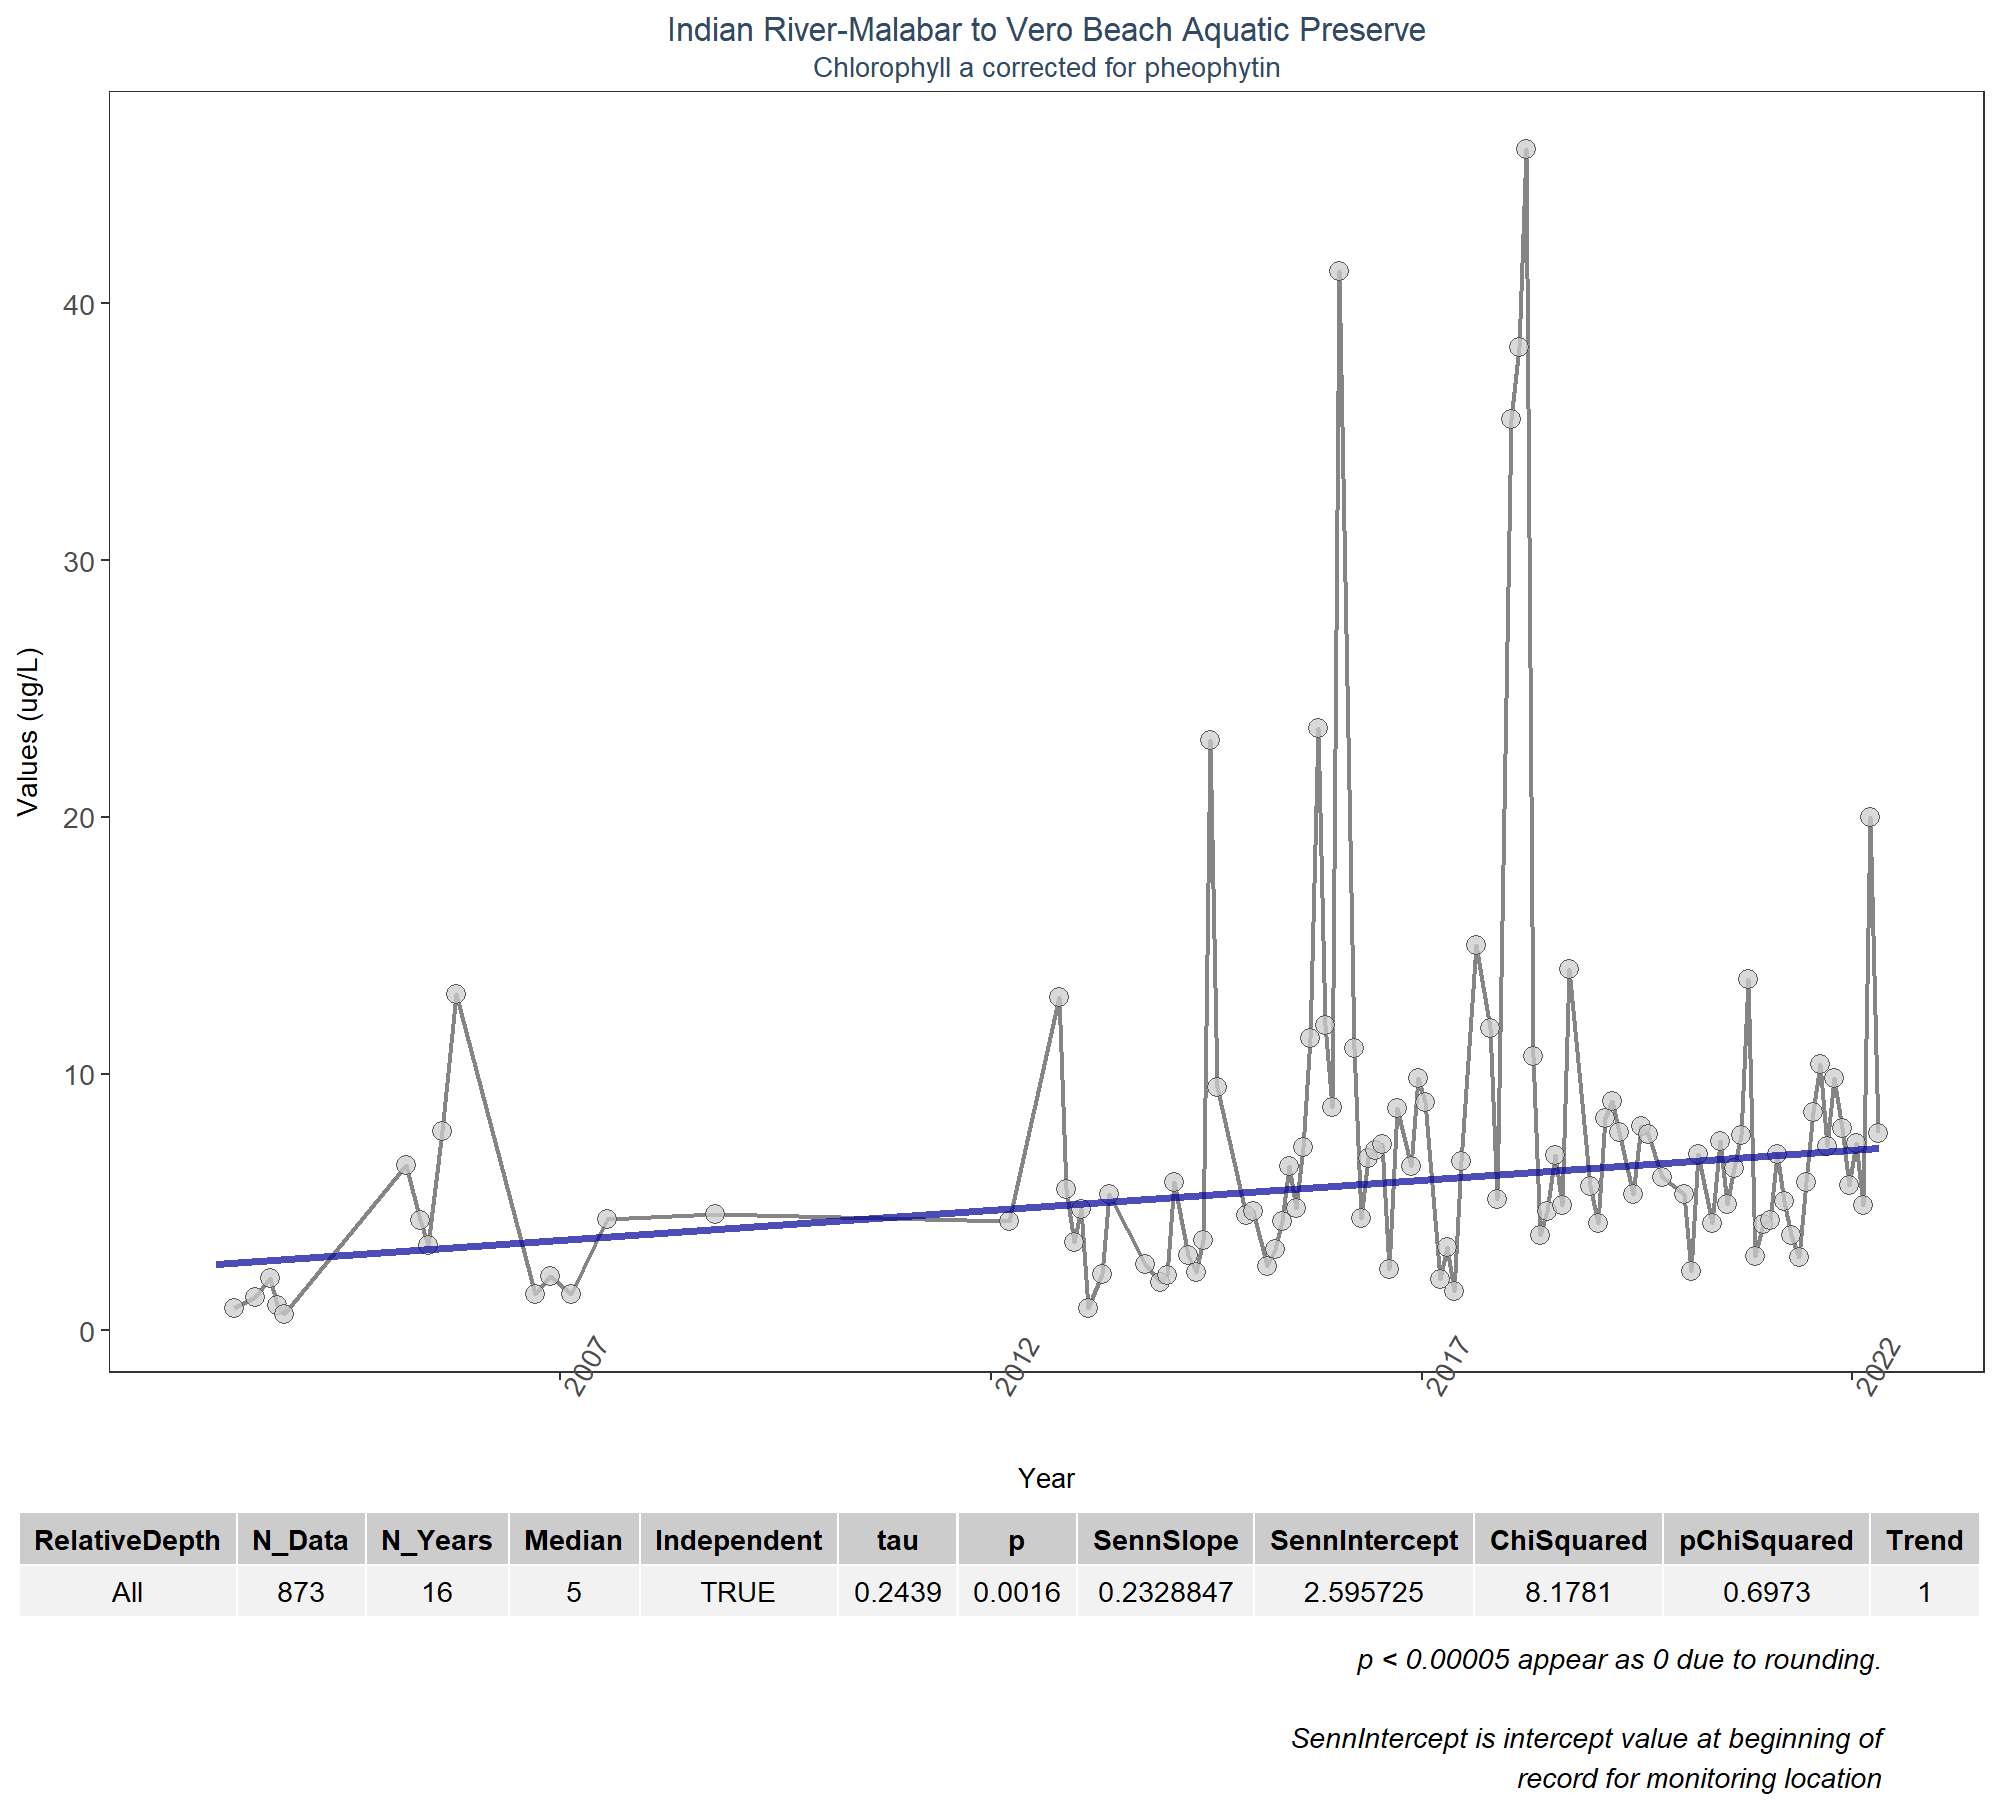 Indian River-Malabar to Vero Beach Aquatic Preserve
Chlorophyll a corrected for pheophytin
Values (ug/L)
40
30
20
10
0
2007
2012
2017
2022
Year
RelativeDepth N_Data N_Years Median Independent tau p SennSlope SennIntercept ChiSquared pChiSquared Trend
All 873 16 5 TRUE 0.2439 0.0016 0.2328847 2.595725 8.1781 0.6973 1
p < 0.00005 appear as 0 due to rounding.
SennIntercept is intercept value at beginning of
record for monitoring location